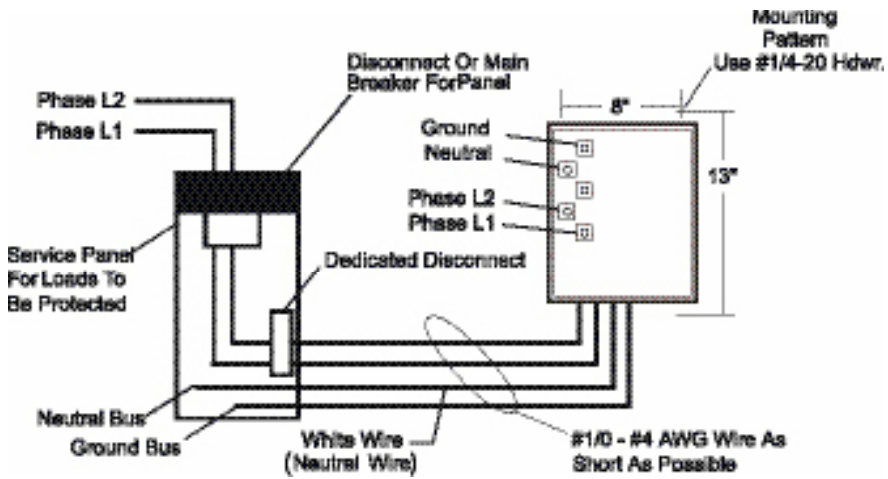 Mounting
Pattern
Use #1/4-20 Hdwr.
Disconnect Or Main
Breaker For Panel
Phase L2
Phase L1
8"
Ground
Neutral
13"
Phase L2
Phase L1
Service Panel
For Loads To
Be Protected
Dedicated Disconnect
Neutral Bus
Ground Bus
White Wire
(Neutral Wire)
#1/0 - #4 AWG Wire As
Short As Possible